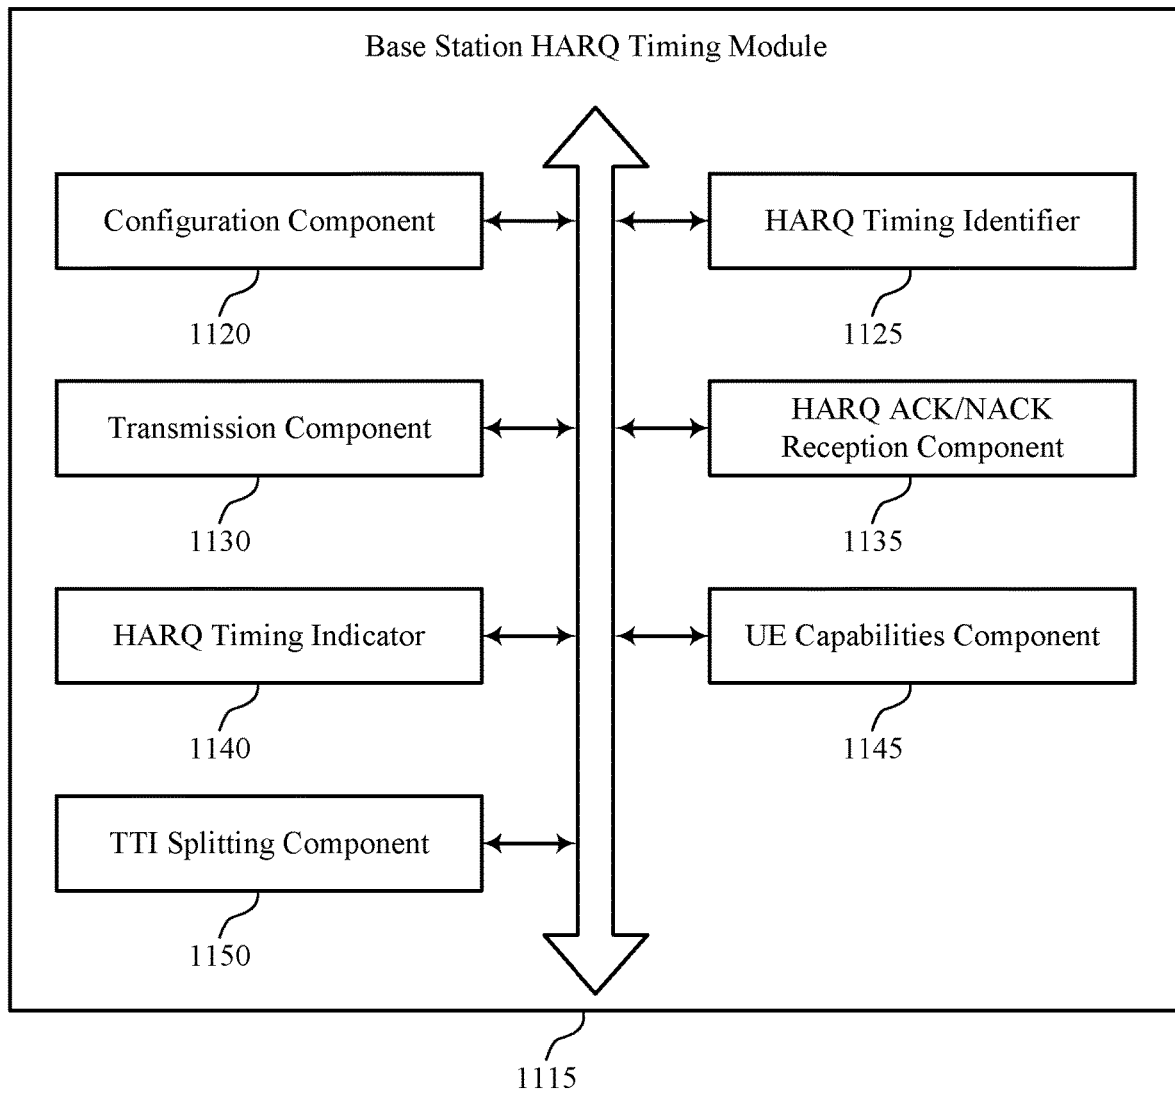 Base Station HARQ Timing Module
Configuration Component
HARQ Timing Identifier
1120
1125
Transmission Component
HARQ ACK/NACK
Reception Component
1130
1135
HARQ Timing Indicator
UE Capabilities Component
1140
1145
TTI Splitting Component
1150
1115